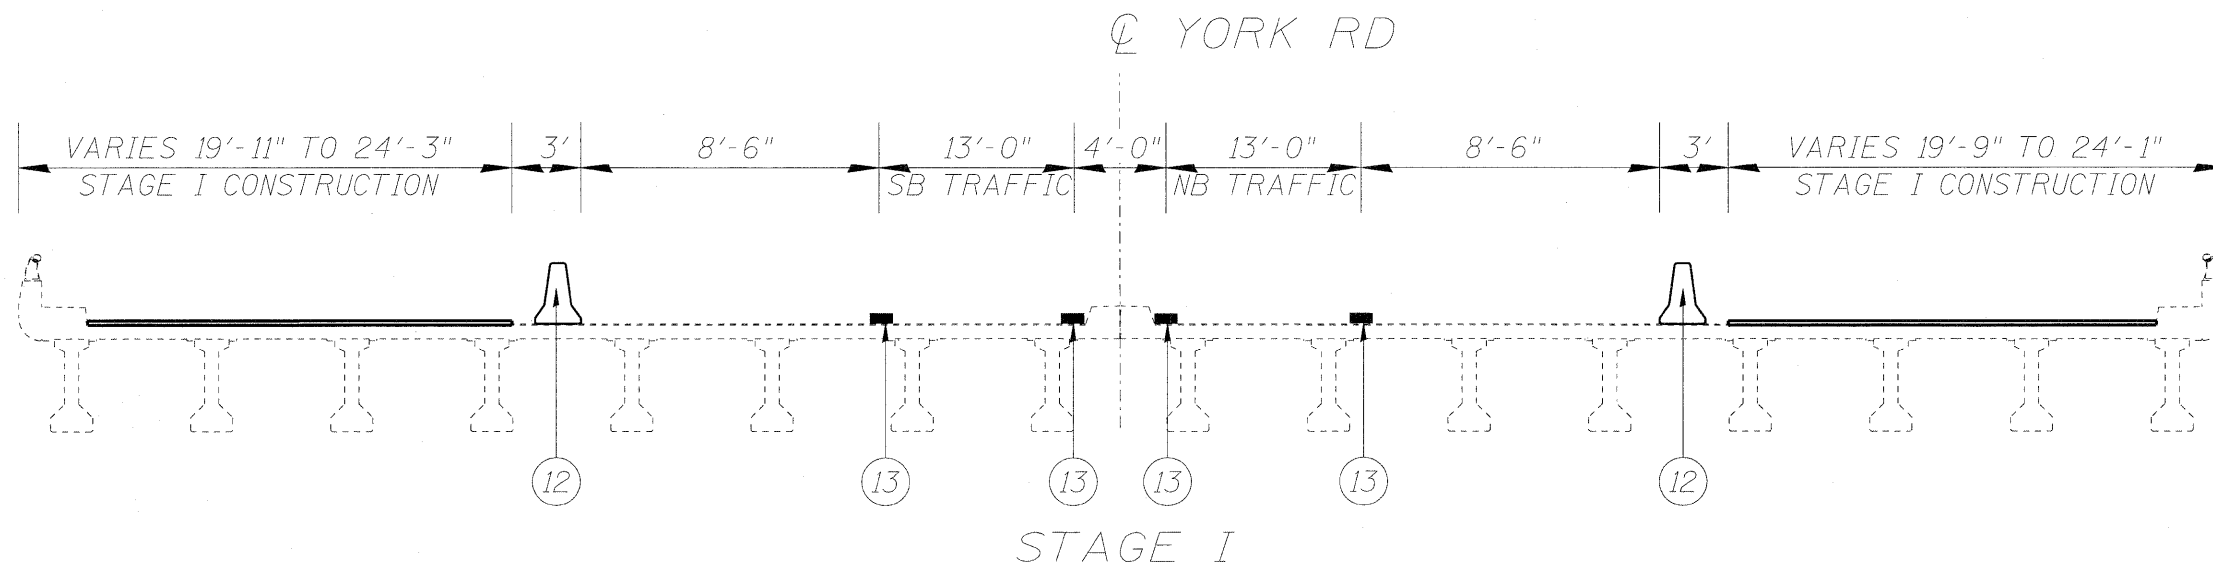 ℄ YORK RD
VARIES 19'-11" TO 24'-3" 3' 8'-6" 13'-0" 4'-0" 13'-0" 8'-6" 3' VARIES 19'-9" TO 24'-1"
STAGE I CONSTRUCTION SB TRAFFIC NB TRAFFIC STAGE I CONSTRUCTION
12 13 13 13 13 12
STAGE I